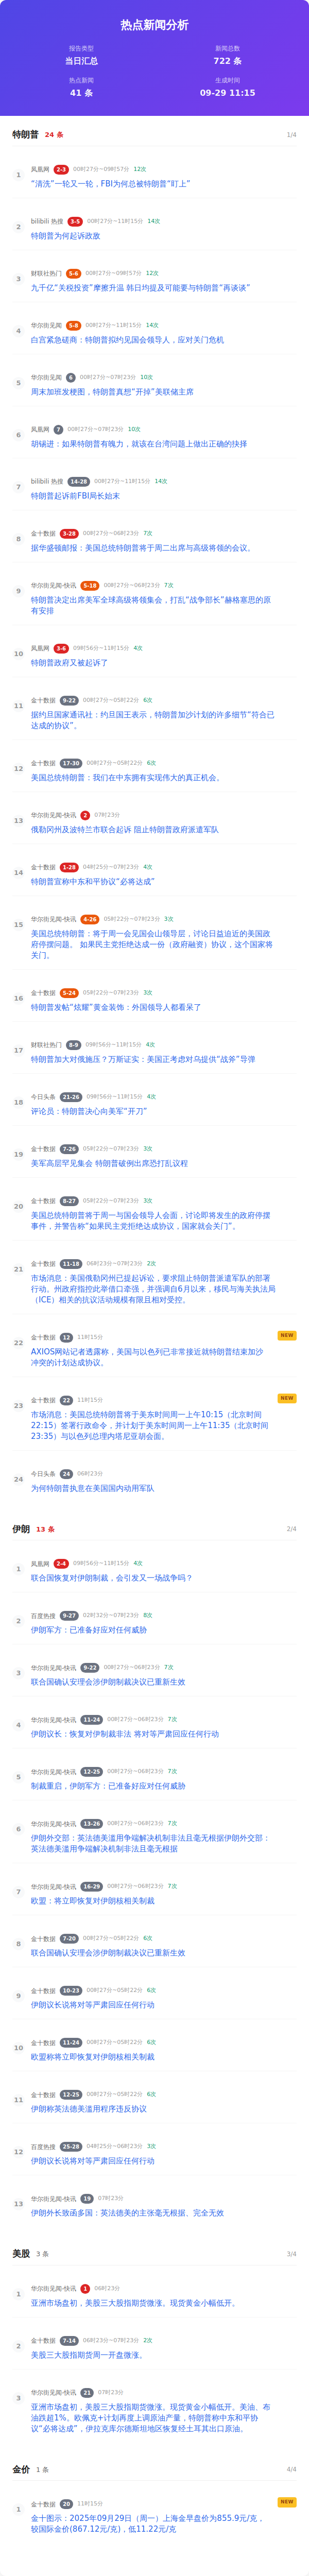 热点新闻分析
报告类型
当日汇总
新闻总数
722 条
热点新闻
41 条
生成时间
09-29 11:15
特朗普 24 条 1/4
1
凤凰网 2-3 00时27分~09时57分 12次
“清洗”一轮又一轮，FBI为何总被特朗普“盯上”
2
bilibili 热搜 3-5 00时27分~11时15分 14次
特朗普为何起诉政敌
3
财联社热门 5-6 00时27分~09时57分 12次
九千亿“关税投资”摩擦升温 韩日均提及可能要与特朗普“再谈谈”
4
华尔街见闻 5-8 00时27分~11时15分 14次
白宫紧急磋商：特朗普拟约见国会领导人，应对关门危机
5
华尔街见闻 6 00时27分~07时23分 10次
周末加班发梗图，特朗普真想“开掉”美联储主席
6
凤凰网 7 00时27分~07时23分 10次
胡锡进：如果特朗普有魄力，就该在台湾问题上做出正确的抉择
7
bilibili 热搜 14-28 00时27分~11时15分 14次
特朗普起诉前FBI局长始末
8
金十数据 3-28 00时27分~06时23分 7次
据华盛顿邮报：美国总统特朗普将于周二出席与高级将领的会议。
9
华尔街见闻-快讯 5-18 00时27分~06时23分 7次
特朗普决定出席美军全球高级将领集会，打乱“战争部长”赫格塞思的原
有安排
10
凤凰网 3-6 09时56分~11时15分 4次
特朗普政府又被起诉了
11
金十数据 9-22 00时27分~05时22分 6次
据约旦国家通讯社：约旦国王表示，特朗普加沙计划的许多细节“符合已
达成的协议”。
12
金十数据 17-30 00时27分~05时22分 6次
美国总统特朗普：我们在中东拥有实现伟大的真正机会。
13
华尔街见闻-快讯 2 07时23分
俄勒冈州及波特兰市联合起诉 阻止特朗普政府派遣军队
14
金十数据 1-28 04时25分~07时23分 4次
特朗普宣称中东和平协议“必将达成”
15
华尔街见闻-快讯 4-26 05时22分~07时23分 3次
美国总统特朗普：将于周一会见国会山领导层，讨论日益迫近的美国政
府停摆问题。 如果民主党拒绝达成一份（政府融资）协议，这个国家将
关门。
16
金十数据 5-24 05时22分~07时23分 3次
特朗普发帖“炫耀”黄金装饰：外国领导人都看呆了
17
财联社热门 8-9 09时56分~11时15分 4次
特朗普加大对俄施压？万斯证实：美国正考虑对乌提供“战斧”导弹
18
今日头条 21-26 09时56分~11时15分 4次
评论员：特朗普决心向美军“开刀”
19
金十数据 7-26 05时22分~07时23分 3次
美军高层罕见集会 特朗普破例出席恐打乱议程
20
金十数据 8-27 05时22分~07时23分 3次
美国总统特朗普将于周一与国会领导人会面，讨论即将发生的政府停摆
事件，并警告称“如果民主党拒绝达成协议，国家就会关门”。
21
金十数据 11-18 06时23分~07时23分 2次
市场消息：美国俄勒冈州已提起诉讼，要求阻止特朗普派遣军队的部署
行动。州政府指控此举借口牵强，并强调自6月以来，移民与海关执法局
（ICE）相关的抗议活动规模有限且相对受控。
22
金十数据 12 11时15分 NEW
AXIOS网站记者透露称，美国与以色列已非常接近就特朗普结束加沙
冲突的计划达成协议。
23
金十数据 22 11时15分 NEW
市场消息：美国总统特朗普将于美东时间周一上午10:15（北京时间
22:15）签署行政命令，并计划于美东时间周一上午11:35（北京时间
23:35）与以色列总理内塔尼亚胡会面。
24
今日头条 24 06时23分
为何特朗普执意在美国国内动用军队
伊朗 13 条 2/4
1
凤凰网 2-4 09时56分~11时15分 4次
联合国恢复对伊朗制裁，会引发又一场战争吗？
2
百度热搜 9-27 02时32分~07时23分 8次
伊朗军方：已准备好应对任何威胁
3
华尔街见闻-快讯 9-22 00时27分~06时23分 7次
联合国确认安理会涉伊朗制裁决议已重新生效
4
华尔街见闻-快讯 11-24 00时27分~06时23分 7次
伊朗议长：恢复对伊制裁非法 将对等严肃回应任何行动
5
华尔街见闻-快讯 12-25 00时27分~06时23分 7次
制裁重启，伊朗军方：已准备好应对任何威胁
6
华尔街见闻-快讯 13-26 00时27分~06时23分 7次
伊朗外交部：英法德美滥用争端解决机制非法且毫无根据伊朗外交部：
英法德美滥用争端解决机制非法且毫无根据
7
华尔街见闻-快讯 16-29 00时27分~06时23分 7次
欧盟：将立即恢复对伊朗核相关制裁
8
金十数据 7-20 00时27分~05时22分 6次
联合国确认安理会涉伊朗制裁决议已重新生效
9
金十数据 10-23 00时27分~05时22分 6次
伊朗议长说将对等严肃回应任何行动
10
金十数据 11-24 00时27分~05时22分 6次
欧盟称将立即恢复对伊朗核相关制裁
11
金十数据 12-25 00时27分~05时22分 6次
伊朗称英法德美滥用程序违反协议
12
百度热搜 25-28 04时25分~06时23分 3次
伊朗议长说将对等严肃回应任何行动
13
华尔街见闻-快讯 19 07时23分
伊朗外长致函多国：英法德美的主张毫无根据、完全无效
美股 3 条 3/4
1
华尔街见闻-快讯 1 06时23分
亚洲市场盘初，美股三大股指期货微涨。现货黄金小幅低开。
2
金十数据 7-14 06时23分~07时23分 2次
美股三大股指期货周一开盘微涨。
3
华尔街见闻-快讯 21 07时23分
亚洲市场盘初，美股三大股指期货微涨。现货黄金小幅低开。美油、布
油跌超1%。欧佩克+计划再度上调原油产量，特朗普称中东和平协
议“必将达成”，伊拉克库尔德斯坦地区恢复经土耳其出口原油。
金价 1 条 4/4
1
金十数据 20 11时15分 NEW
金十图示：2025年09月29日（周一）上海金早盘价为855.9元/克，
较国际金价(867.12元/克)，低11.22元/克